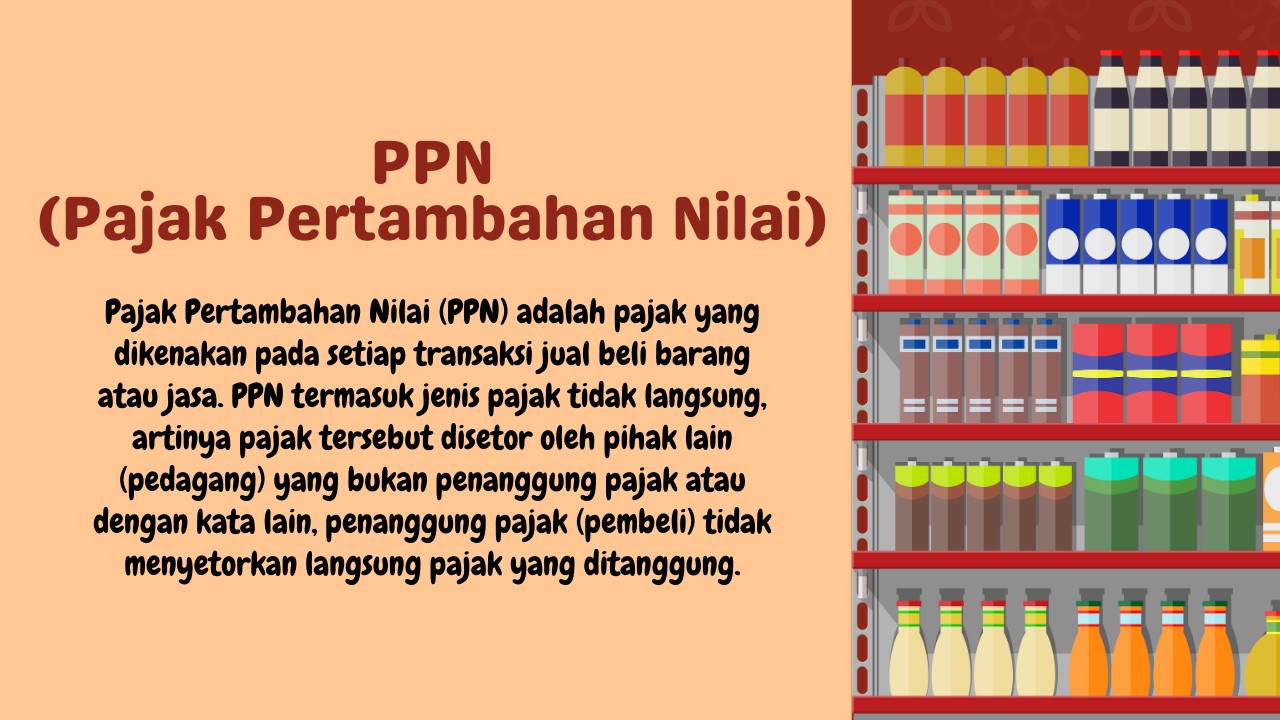 PPN
(Pajak Pertambahan Nilai)
Pajak Pertambahan Nilai (PPN) adalah pajak yang
dikenakan pada setiap transaksi jual beli barang
atau jasa. PPN termasuk jenis pajak tidak langsung,
artinya pajak tersebut disetor oleh pihak lain
(pedagang) yang bukan penanggung pajak atau
dengan kata lain, penanggung pajak (pembeli) tidak
menyetorkan langsung pajak yang ditanggung.